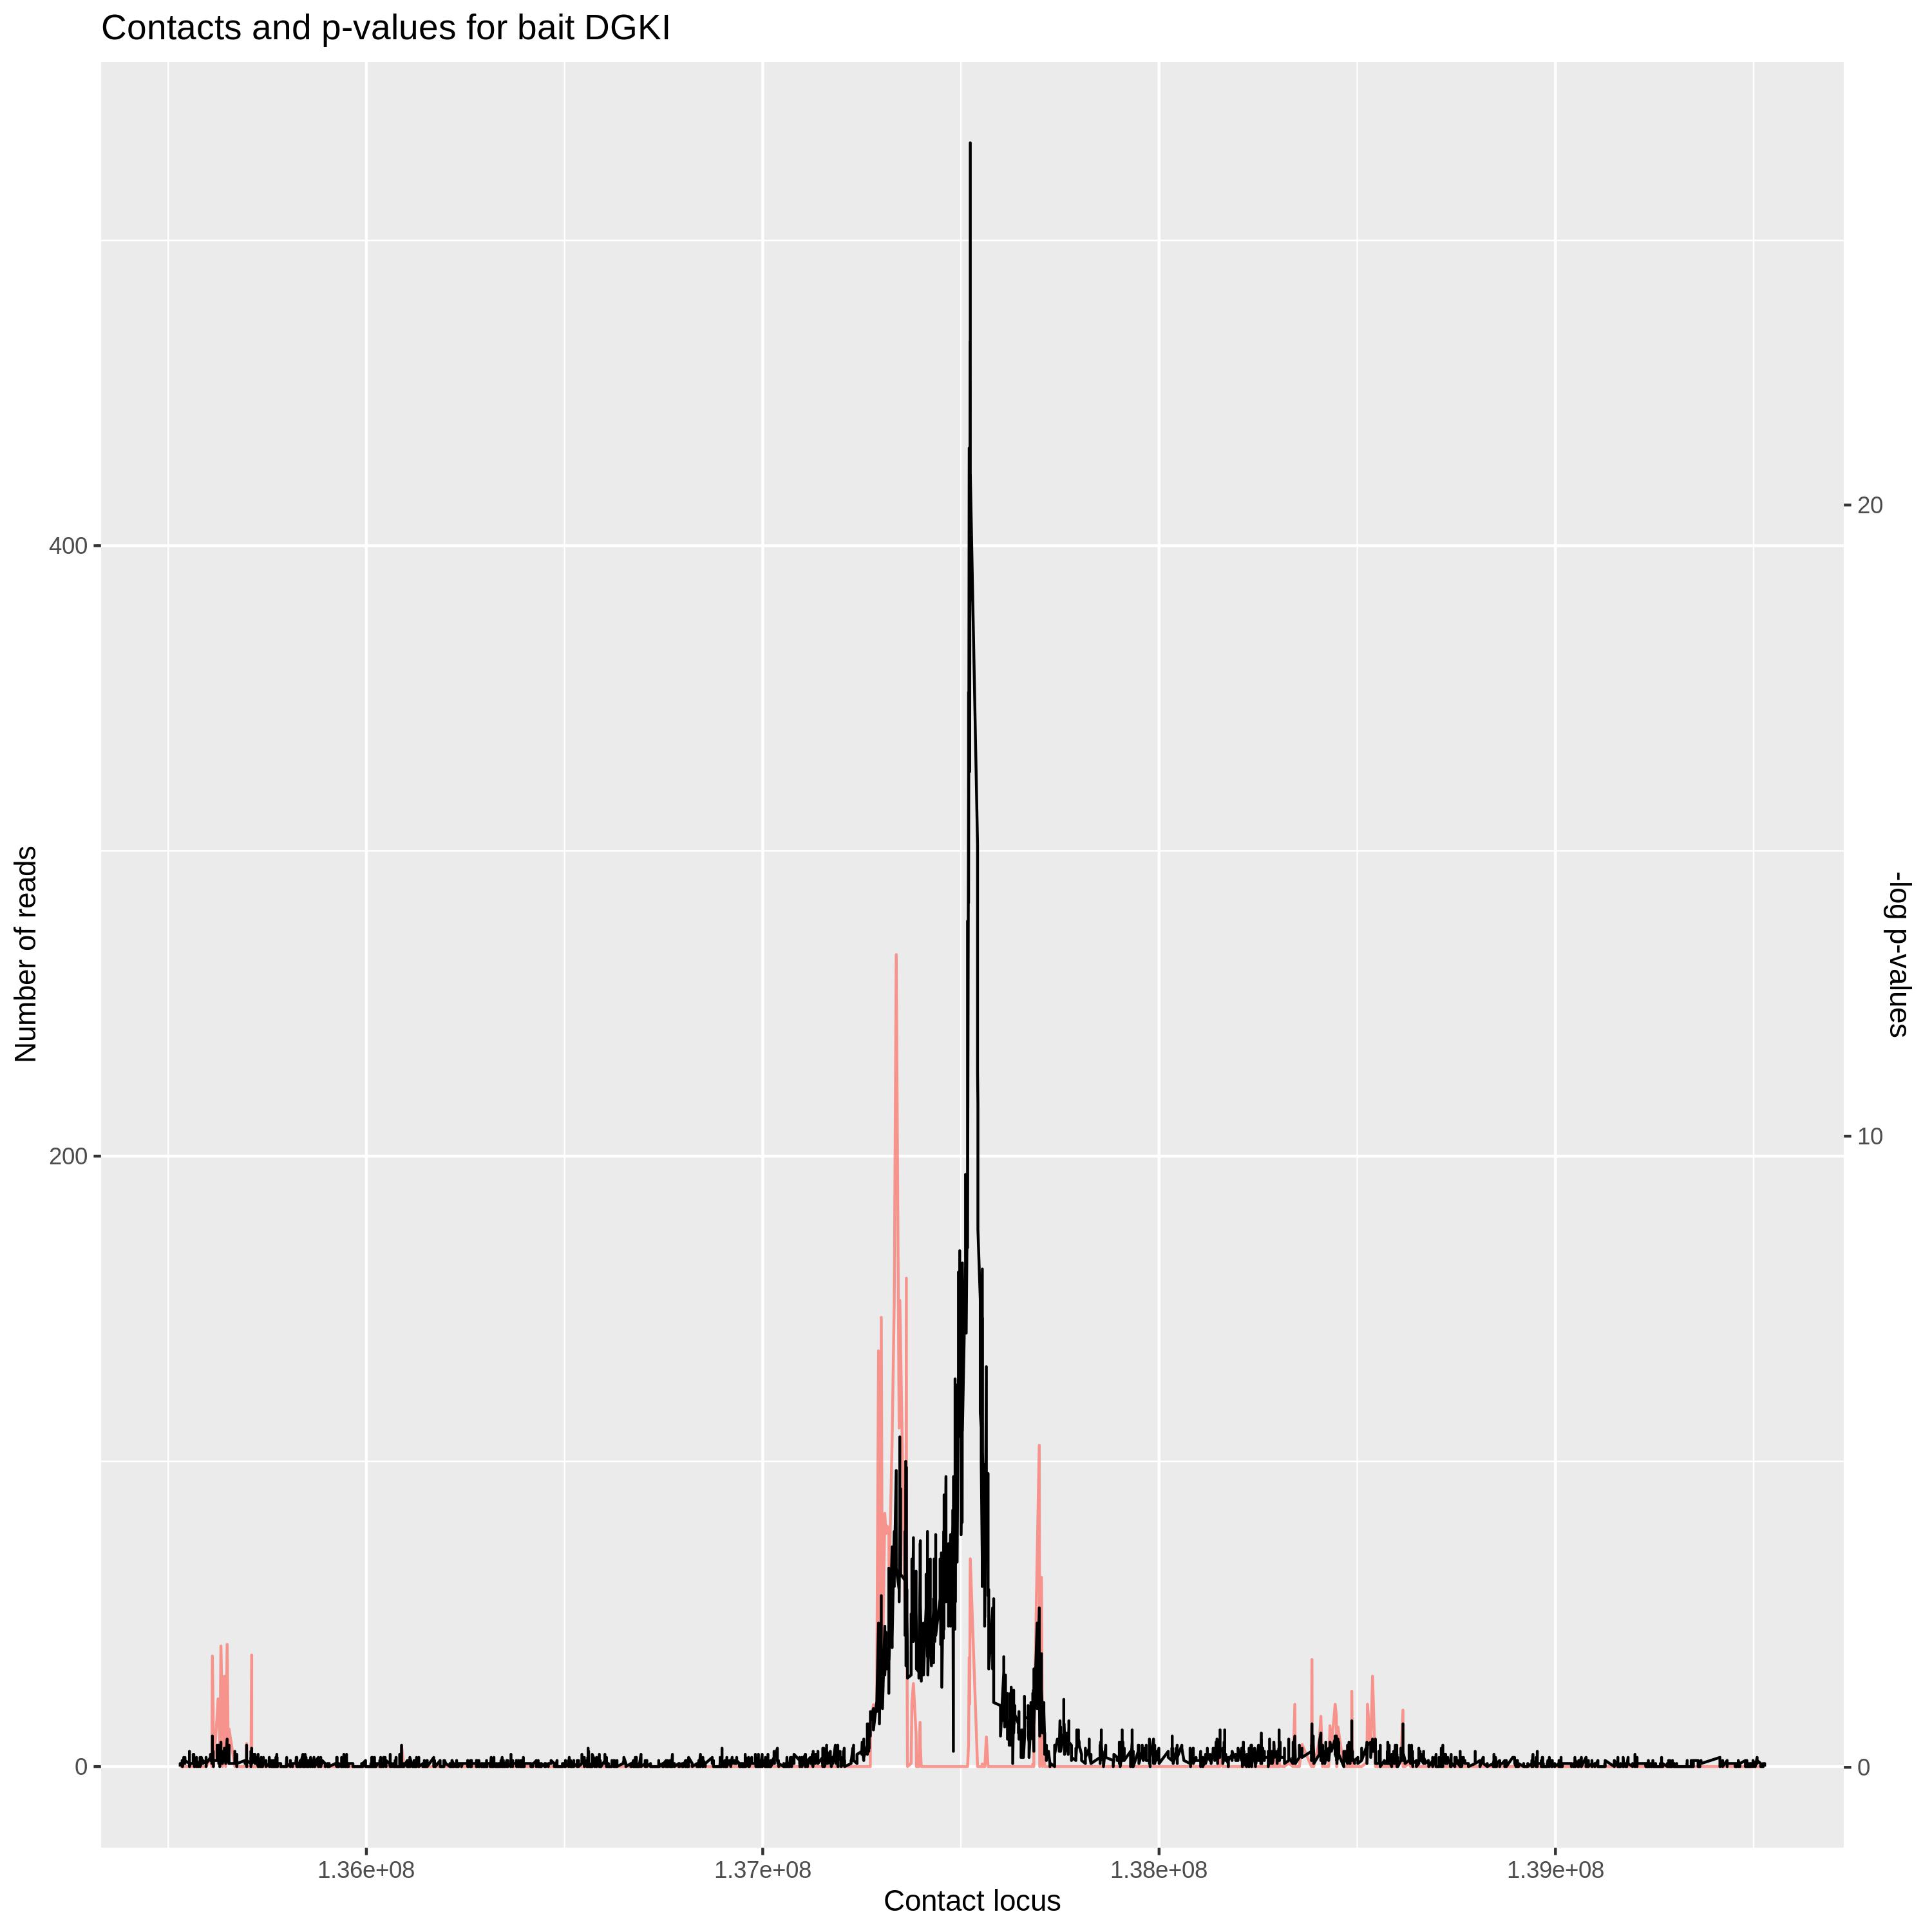 Contacts and p-values for bait DGKI
400
200
0
Number of reads
20
10
0
-log p-values
1.36e+08
1.37e+08
1.38e+08
1.39e+08
Contact locus